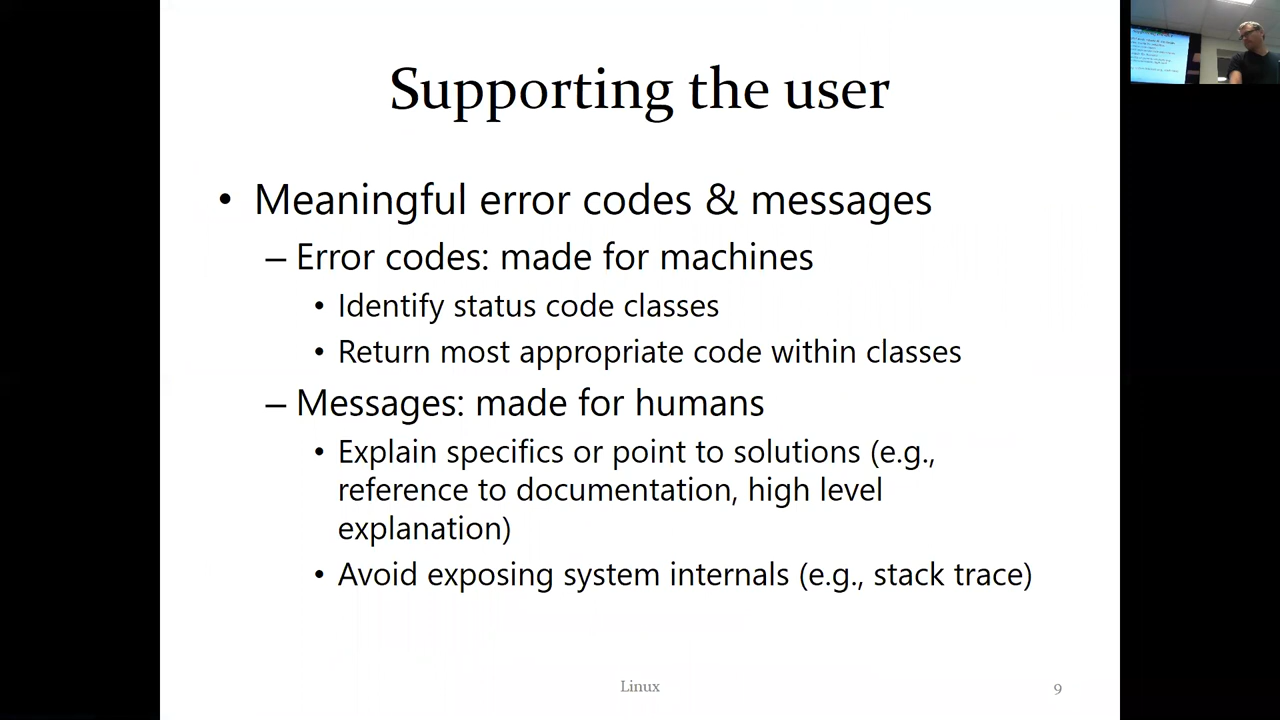 Supporting the user
• Meaningful error codes & messages
– Error codes: made for machines
• Identify status code classes
• Return most appropriate code within classes
– Messages: made for humans
• Explain specifics or point to solutions (e.g.,
reference to documentation, high level
explanation)
• Avoid exposing system internals (e.g., stack trace)
Linux
9